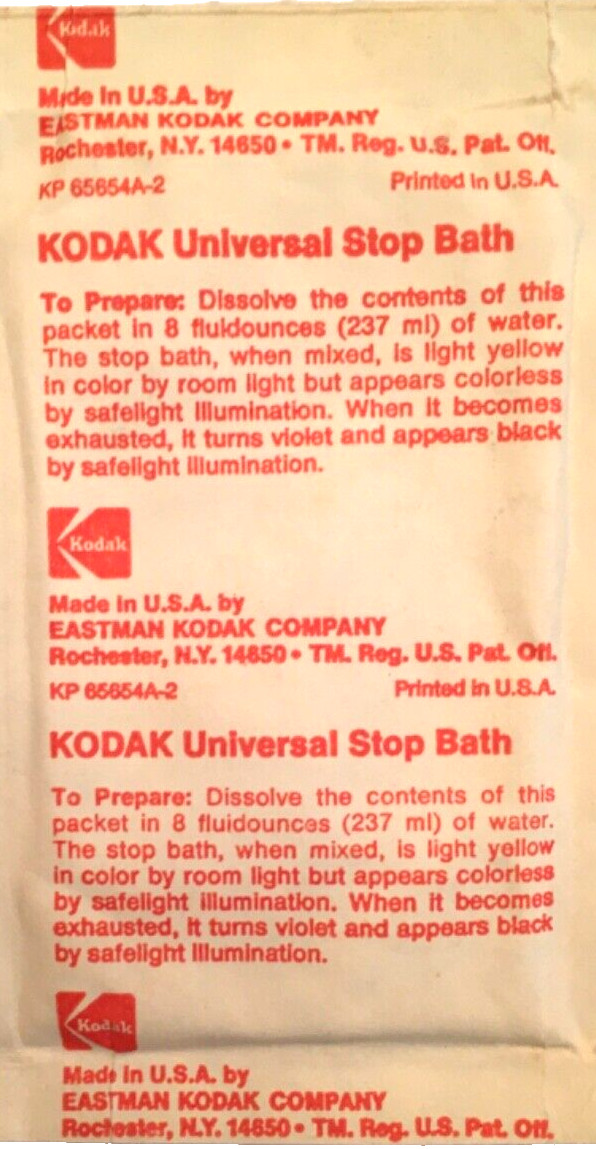 Kodak
Made in U.S.A. by
EASTMAN KODAK COMPANY
Rochester, N.Y. 14650 • TM. Reg. U.S. Pat. Off.
KP 65654A-2 Printed in U.S.A.
KODAK Universal Stop Bath
To Prepare: Dissolve the contents of this
packet in 8 fluidounces (237 ml) of water.
The stop bath, when mixed, is light yellow
in color by room light but appears colorless
by safelight illumination. When it becomes
exhausted, it turns violet and appears black
by safelight illumination.
Kodak
Made in U.S.A. by
EASTMAN KODAK COMPANY
Rochester, N.Y. 14650 • TM. Reg. U.S. Pat. Off.
KP 65654A-2 Printed in U.S.A.
KODAK Universal Stop Bath
To Prepare: Dissolve the contents of this
packet in 8 fluidounces (237 ml) of water.
The stop bath, when mixed, is light yellow
in color by room light but appears colorless
by safelight illumination. When it becomes
exhausted, it turns violet and appears black
by safelight illumination.
Kodak
Made in U.S.A. by
EASTMAN KODAK COMPANY
Rochester, N.Y. 14650 • TM. Reg. U.S. Pat. Off.